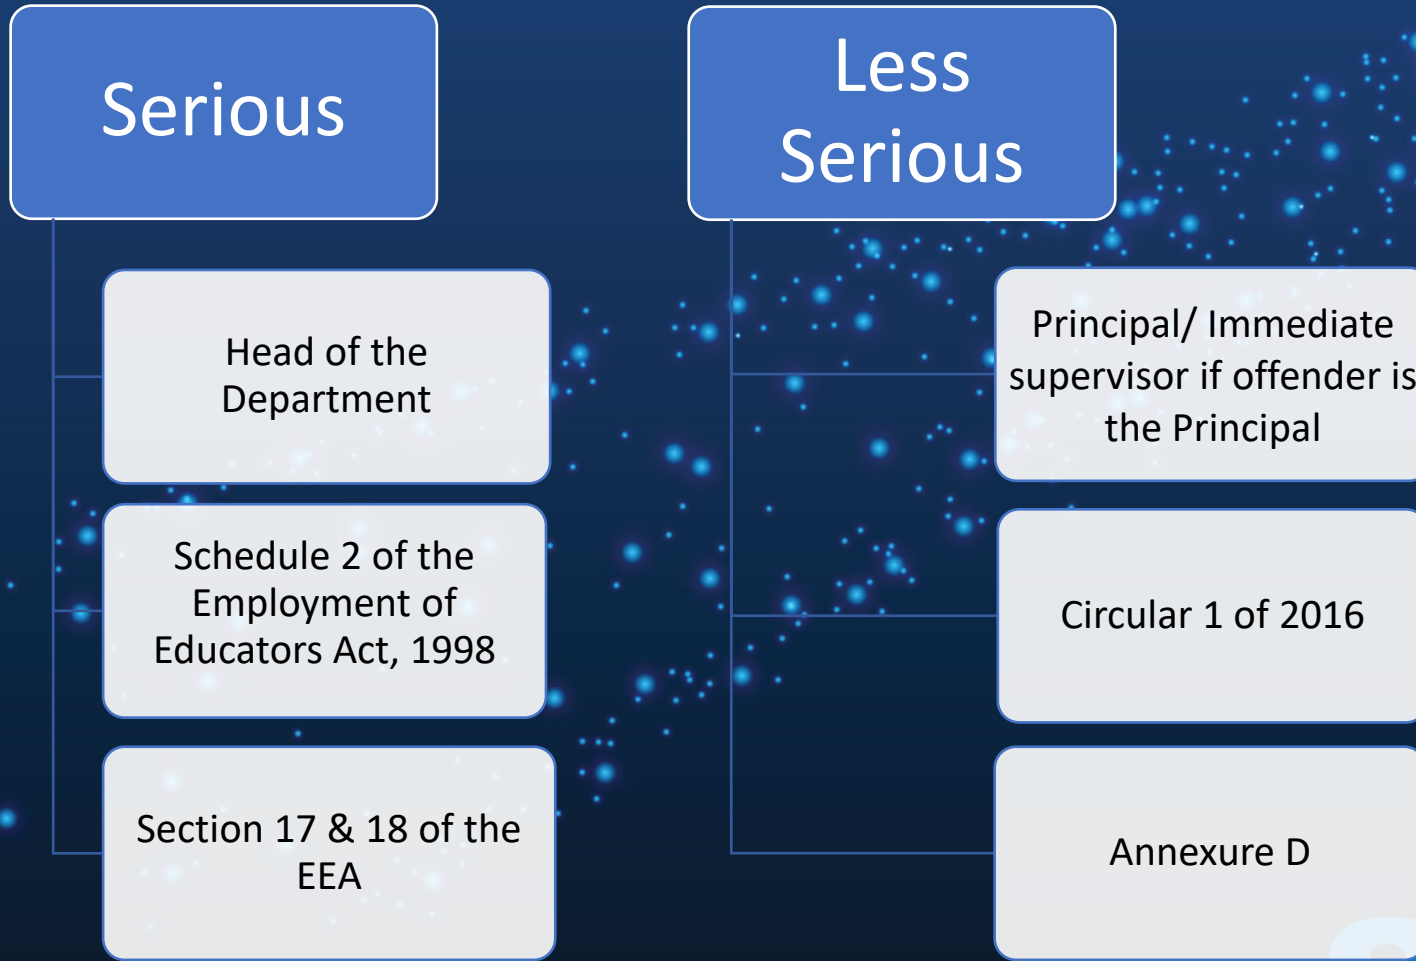 Serious
Head of the
Department
Schedule 2 of the
Employment of
Educators Act, 1998
Section 17 & 18 of the
EEA
Less
Serious
Principal/ Immediate
supervisor if offender is
the Principal
Circular 1 of 2016
Annexure D